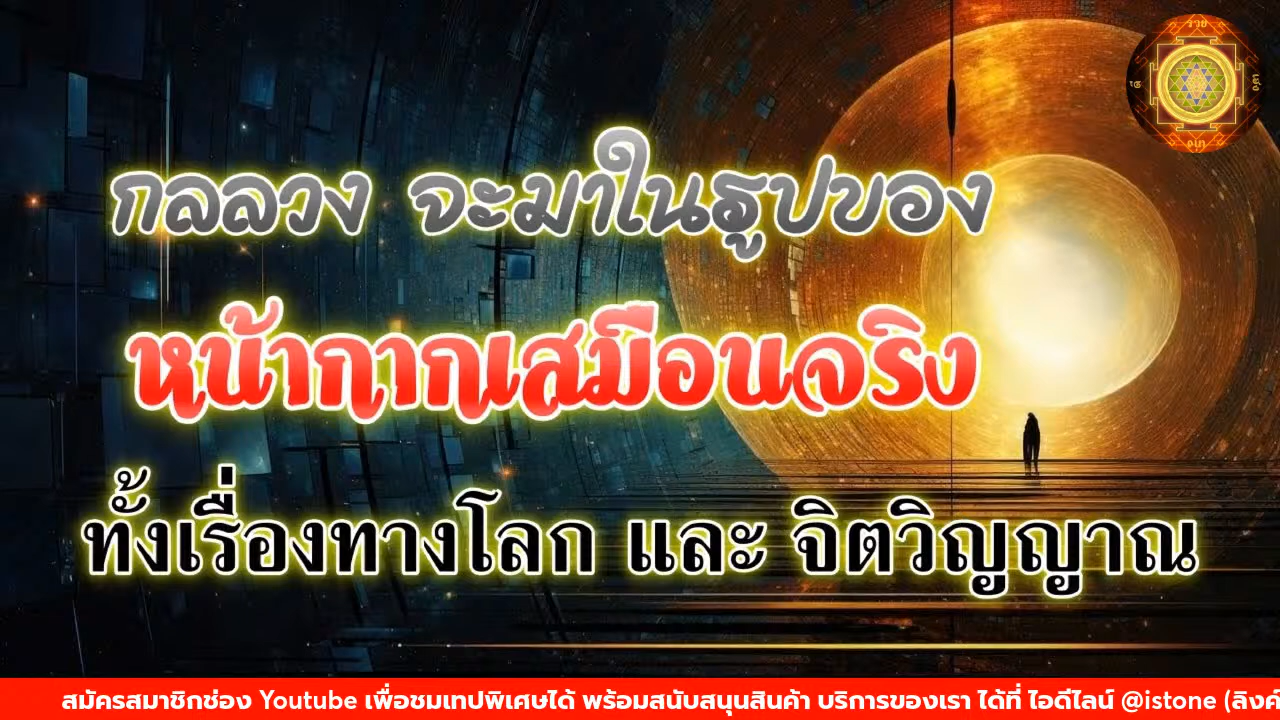 กลลวง จะมาในรูปของ
หน้ากากเสมือนจริง
ทั้งเรื่องทางโลก และ จิตวิญญาณ
สมัครสมาชิกช่อง Youtube เพื่อชมเทปพิเศษได้ พร้อมสนับสนุนสินค้า บริการของเรา ได้ที่ ไอดีไลน์ @istone (ลิงค์
รวย